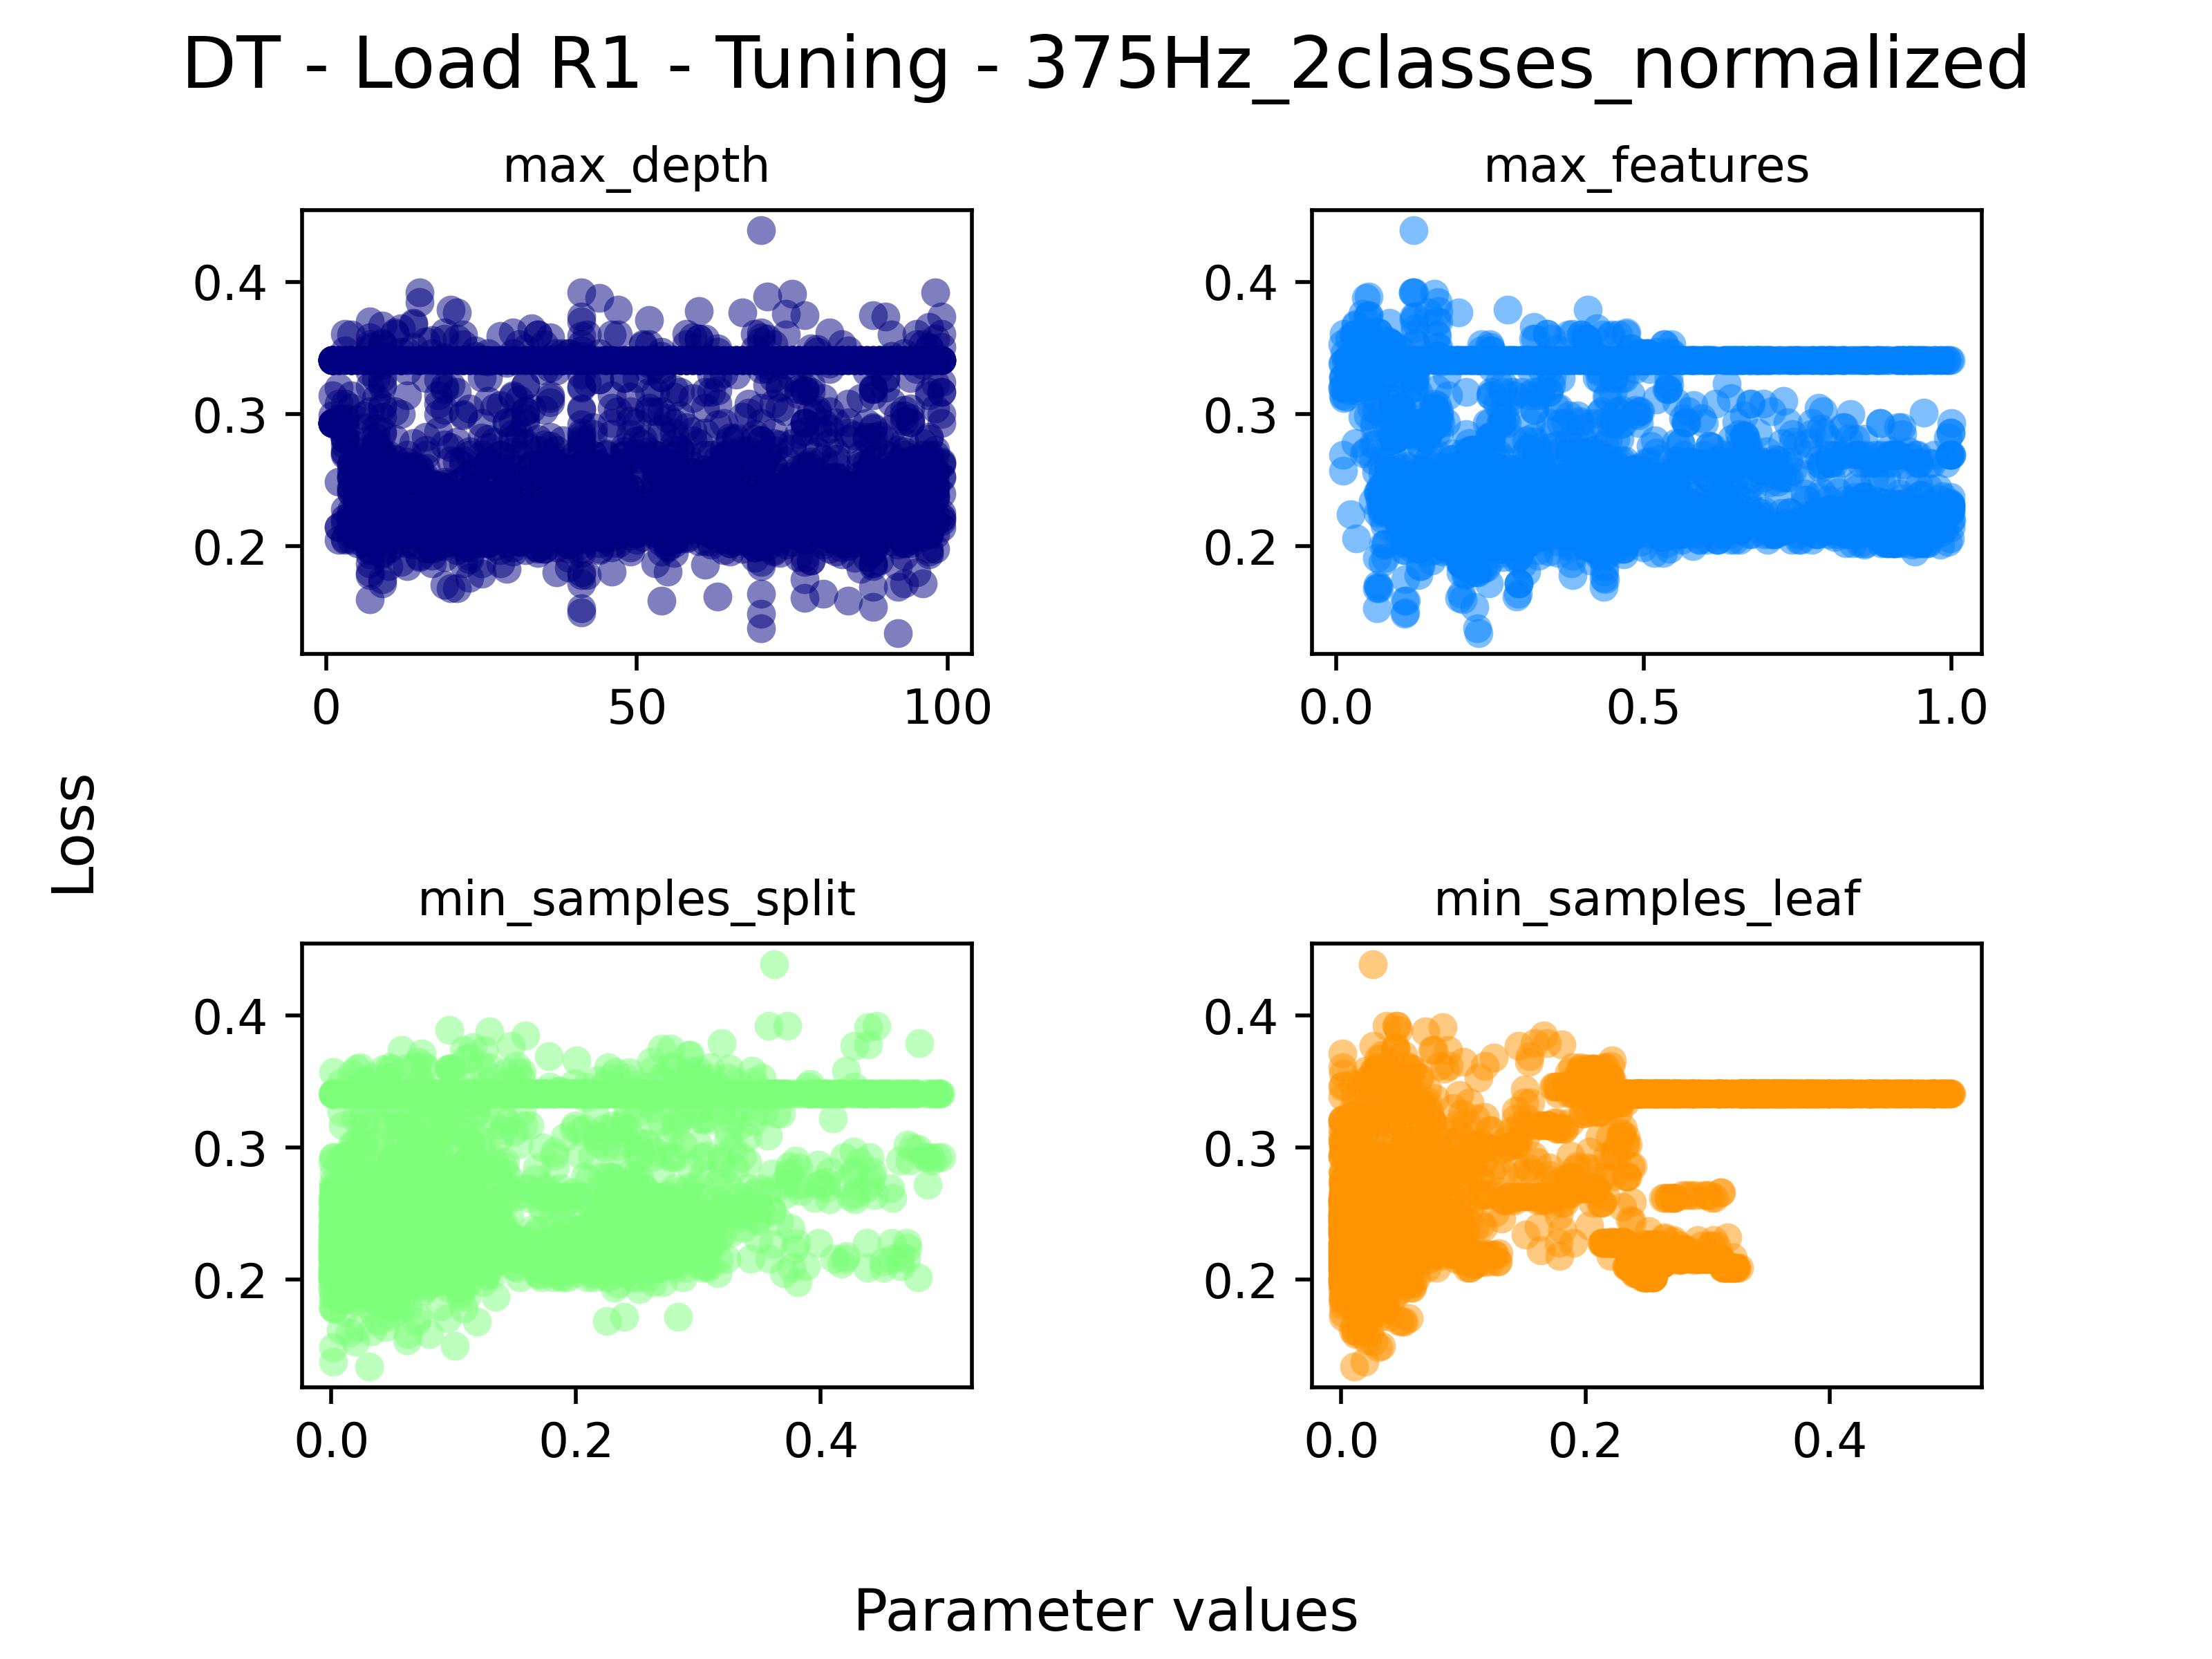 DT - Load R1 - Tuning - 375Hz_2classes_normalized
max_depth
0.4
0.3
0.2
0 50 100
max_features
0.4
0.3
0.2
0.0 0.5 1.0
Loss
min_samples_split
0.4
0.3
0.2
0.0 0.2 0.4
min_samples_leaf
0.4
0.3
0.2
0.0 0.2 0.4
Parameter values